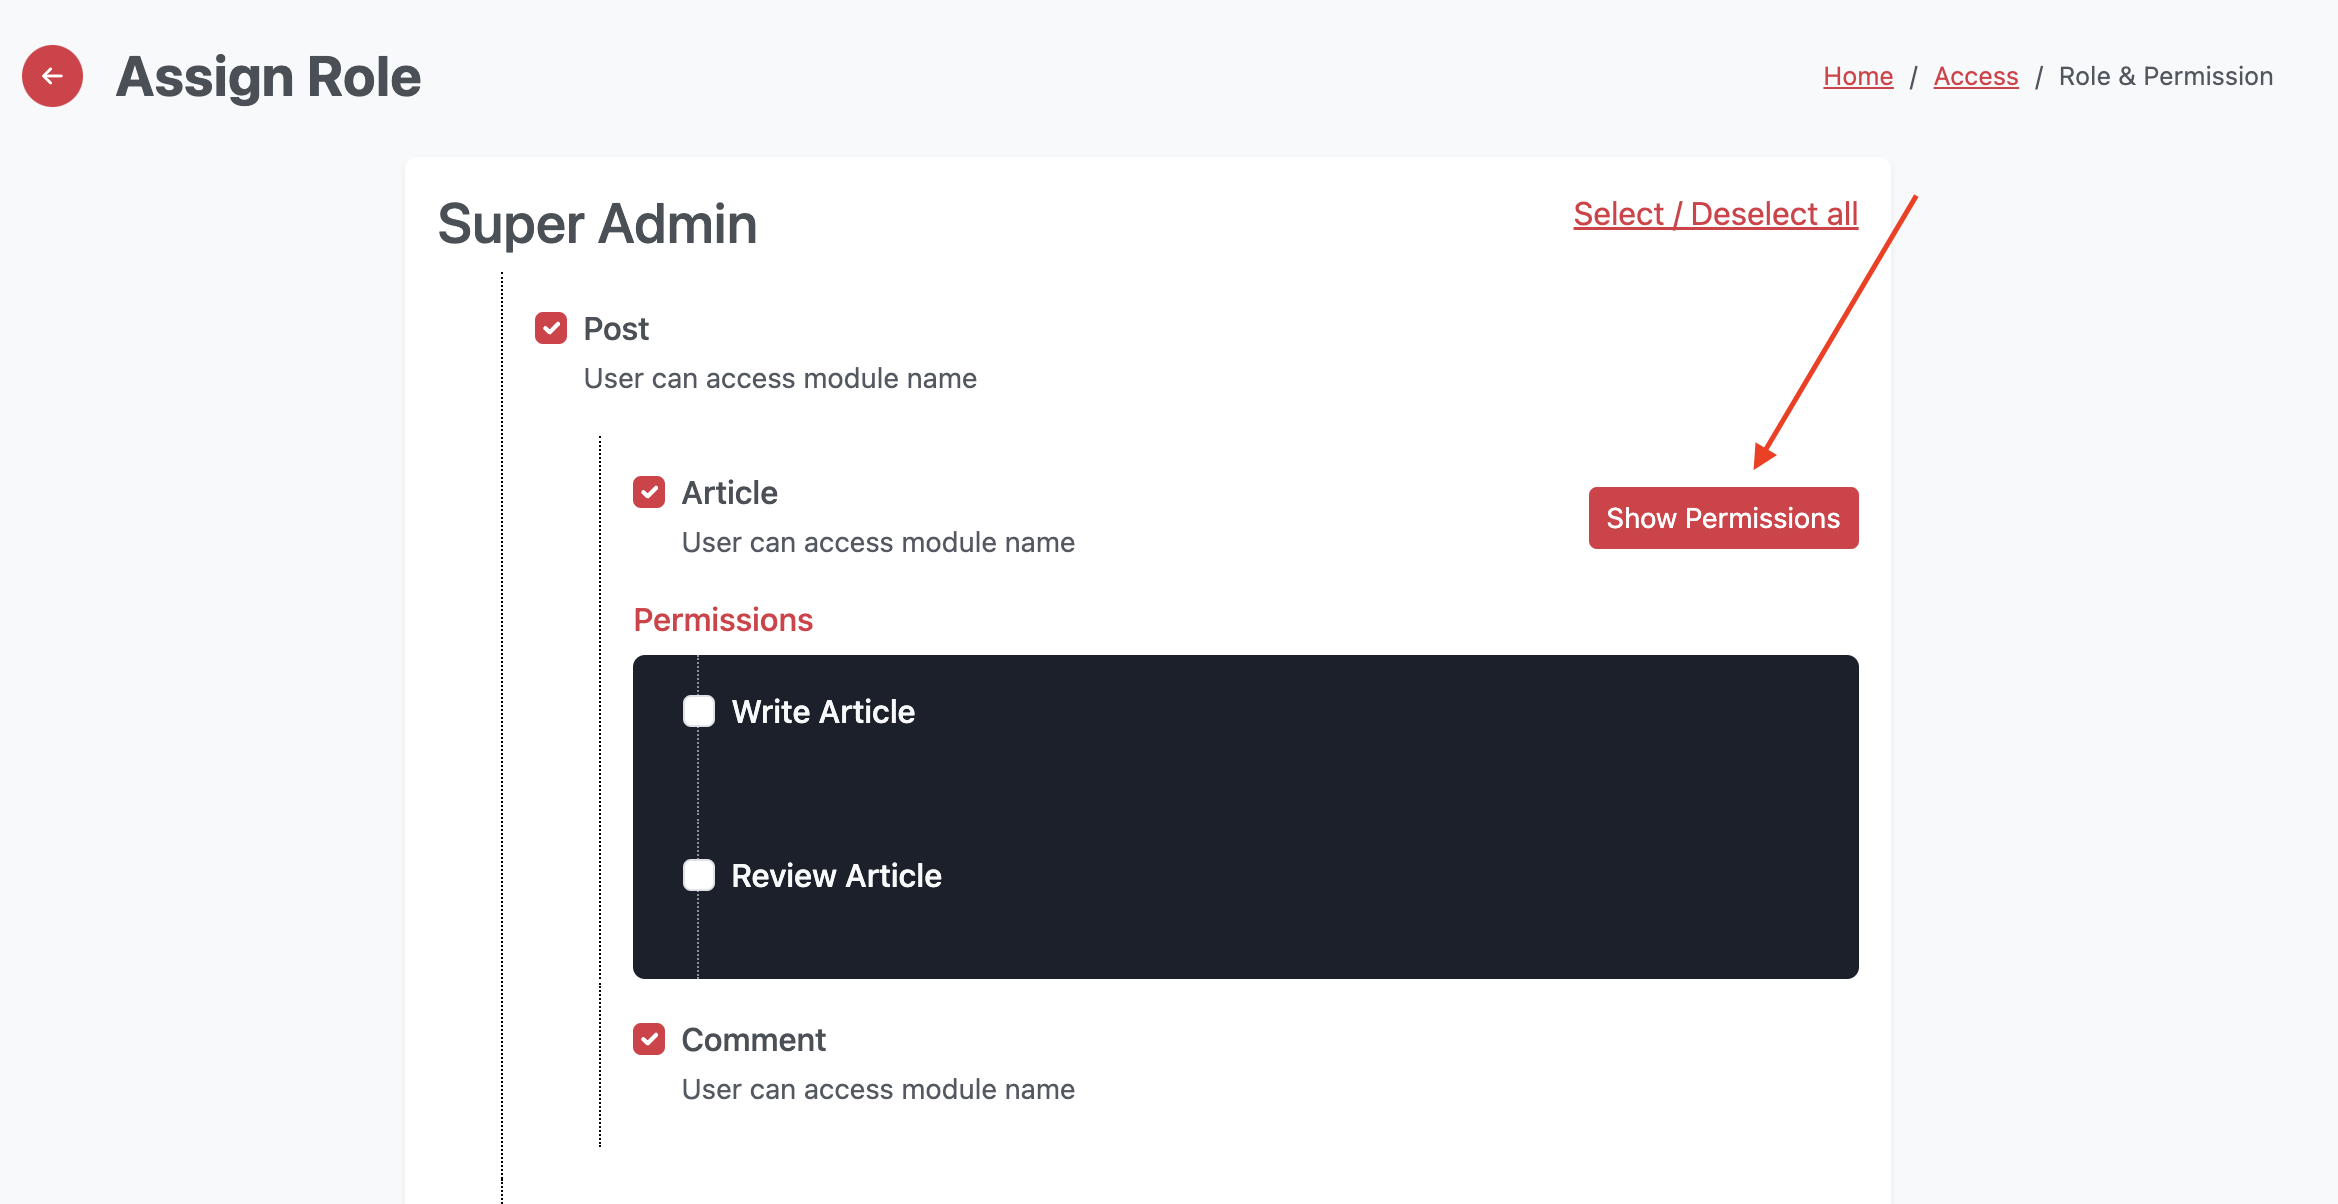 Assign Role
Home / Access / Role & Permission
Super Admin
Select / Deselect all
Post
User can access module name
Article
User can access module name
Show Permissions
Permissions
Write Article
Review Article
Comment
User can access module name